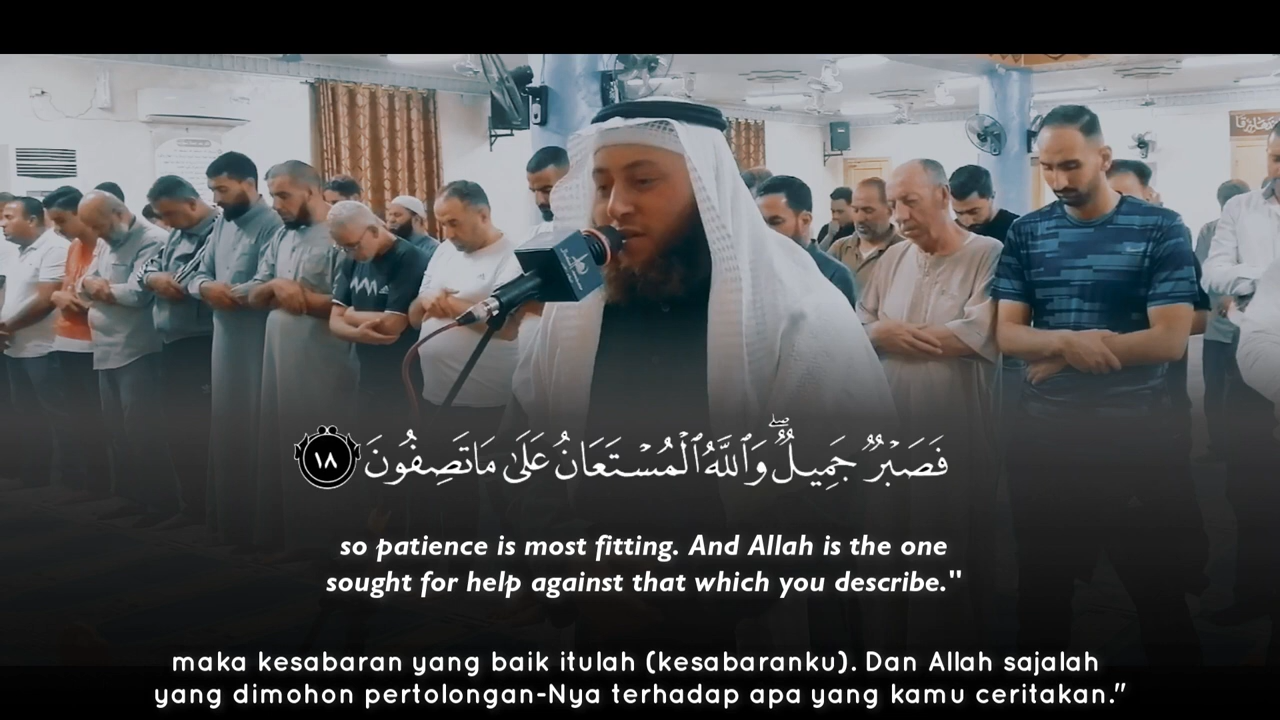 فَصَبْرٌ جَمِيلٌ ۖ وَٱللَّهُ ٱلْمُسْتَعَانُ عَلَىٰ مَا تَصِفُونَ ١٨
so patience is most fitting. And Allah is the one
sought for help against that which you describe."
maka kesabaran yang baik itulah (kesabaranku). Dan Allah sajalah
yang dimohon pertolongan-Nya terhadap apa yang kamu ceritakan."